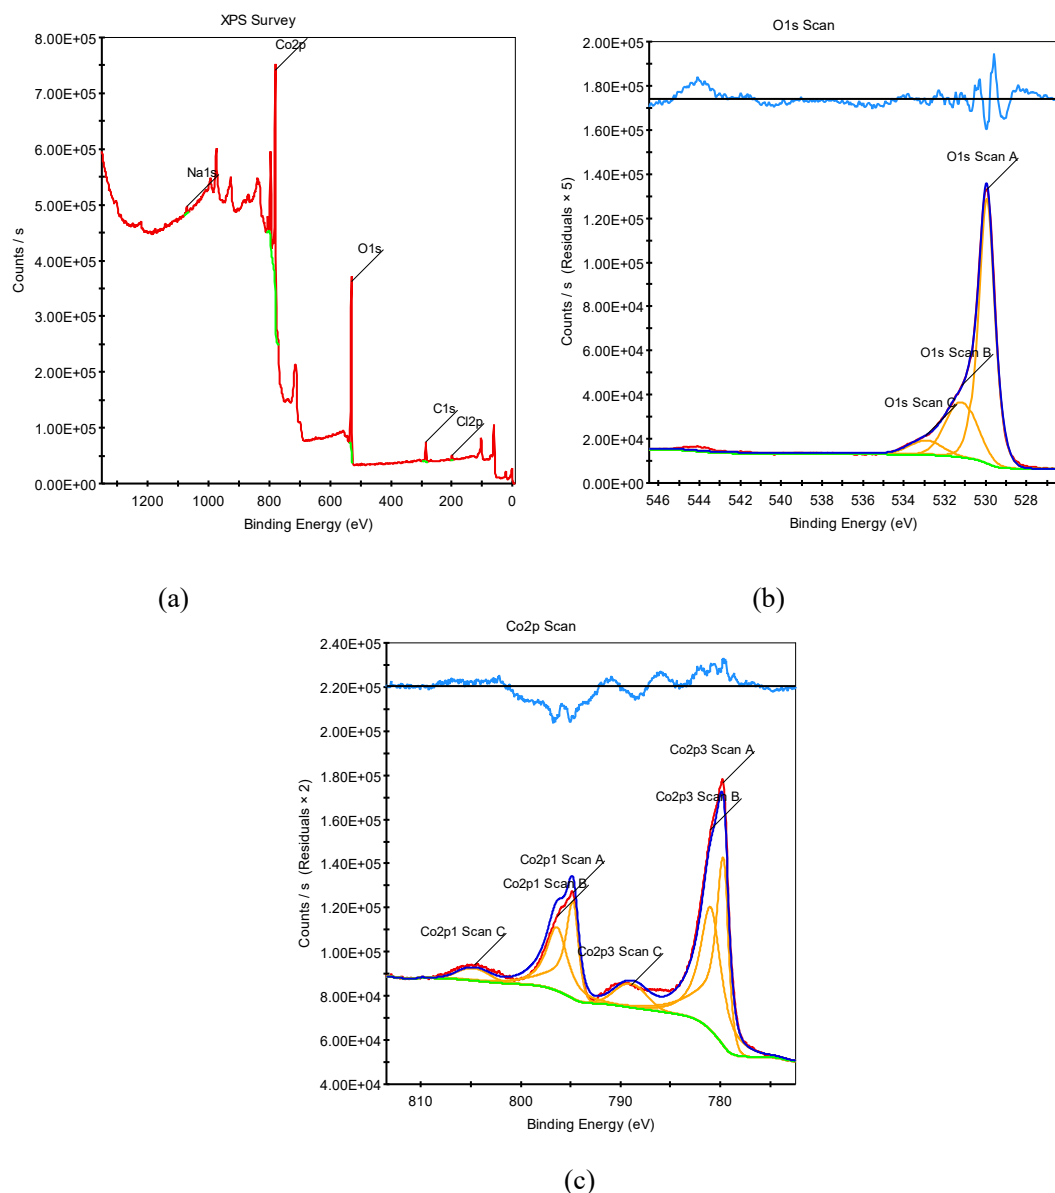 XPS Survey
8.00E+05
7.00E+05
6.00E+05
5.00E+05
4.00E+05
3.00E+05
2.00E+05
1.00E+05
0.00E+00
Counts / s
Co2p
Na1s
O1s
C1s
Cl2p
1200 1000 800 600 400 200 0
Binding Energy (eV)
(a)
O1s Scan
2.00E+05
1.80E+05
1.60E+05
1.40E+05
1.20E+05
1.00E+05
8.00E+04
6.00E+04
4.00E+04
2.00E+04
0.00E+00
Counts / s (Residuals × 5)
O1s Scan A
O1s Scan B
O1s Scan C
546 544 542 540 538 536 534 532 530 528
Binding Energy (eV)
(b)
Co2p Scan
2.40E+05
2.20E+05
2.00E+05
1.80E+05
1.60E+05
1.40E+05
1.20E+05
1.00E+05
8.00E+04
6.00E+04
4.00E+04
Counts / s (Residuals × 2)
Co2p3 Scan A
Co2p3 Scan B
Co2p1 Scan A
Co2p1 Scan B
Co2p1 Scan C
Co2p3 Scan C
810 800 790 780
Binding Energy (eV)
(c)